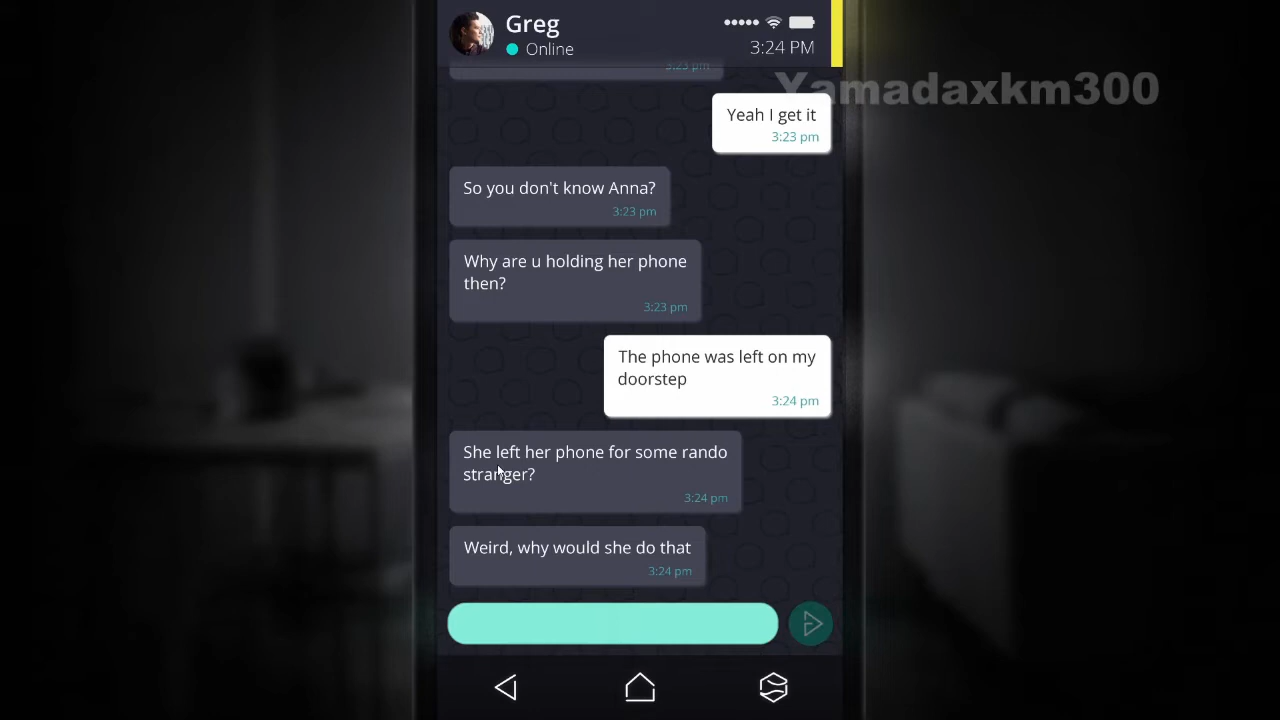 Greg
Online
3:24 PM
3:23 pm
Yamadaxkm300
Yeah I get it
3:23 pm
So you don't know Anna?
3:23 pm
Why are u holding her phone
then?
3:23 pm
The phone was left on my
doorstep
3:24 pm
She left her phone for some rando
stranger?
3:24 pm
Weird, why would she do that
3:24 pm